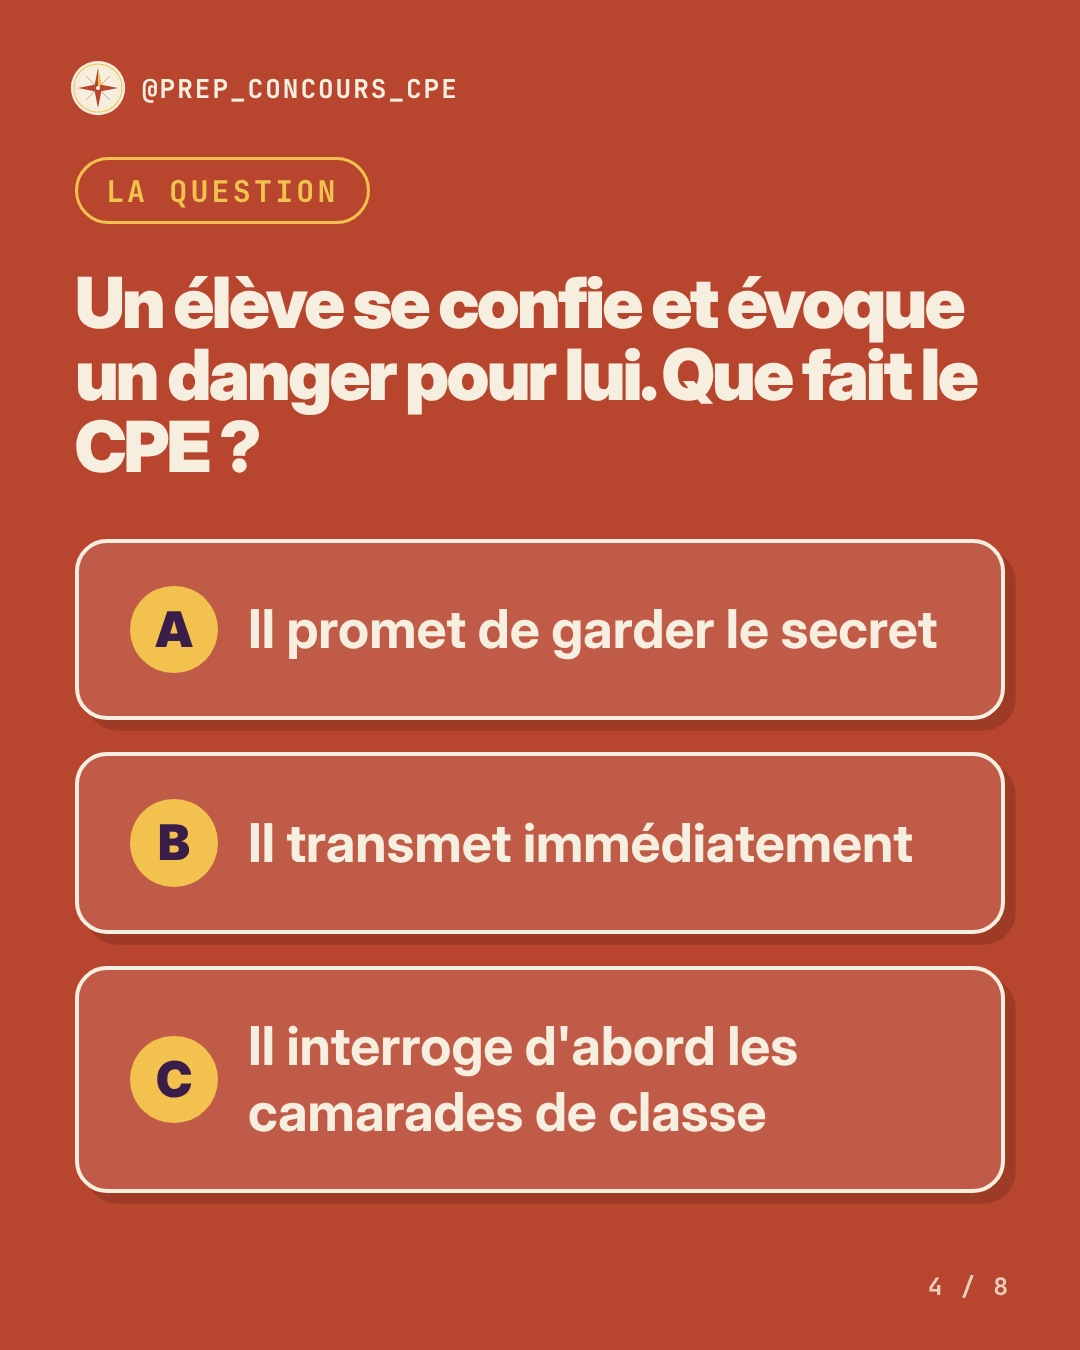 @PREP_CONCOURS_CPE
LA QUESTION
Un élève se confie et évoque
un danger pour lui. Que fait le
CPE ?
A Il promet de garder le secret
B Il transmet immédiatement
C Il interroge d'abord les
camarades de classe
4 / 8